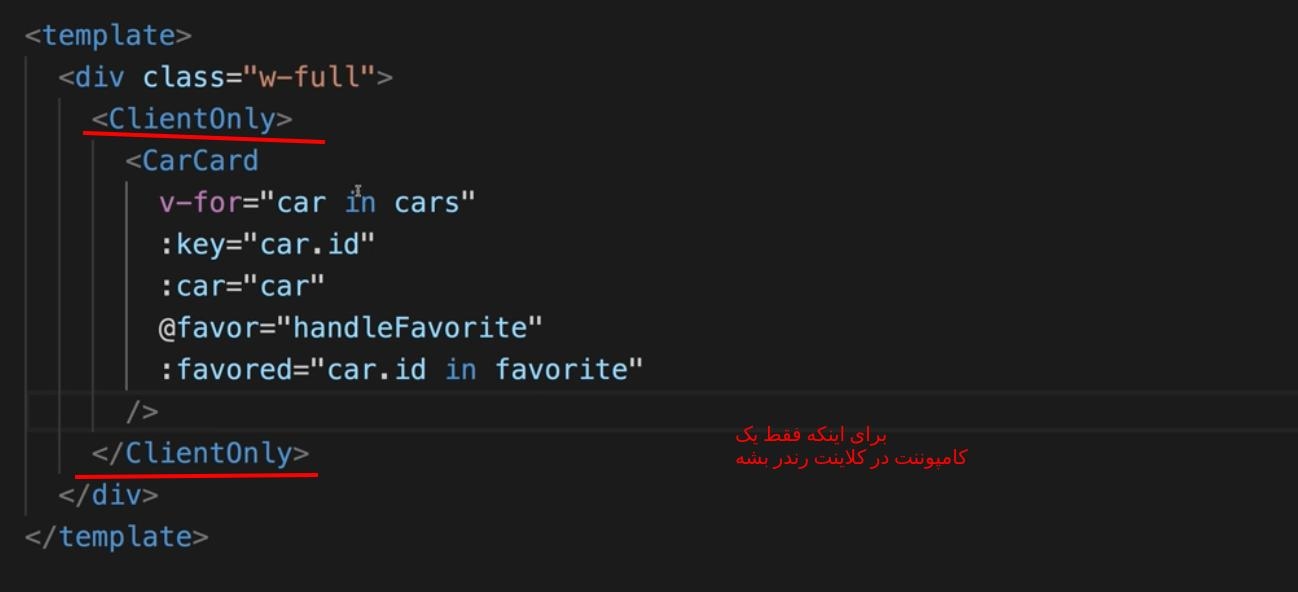 <template>
<div class="w-full">
<ClientOnly>
<CarCard
v-for="car in cars"
:key="car.id"
:car="car"
@favor="handleFavorite"
:favored="car.id in favorite"
/>
</ClientOnly>
</div>
</template>
برای اینکه فقط یک
کامپوننت در کلاینت رندر بشه